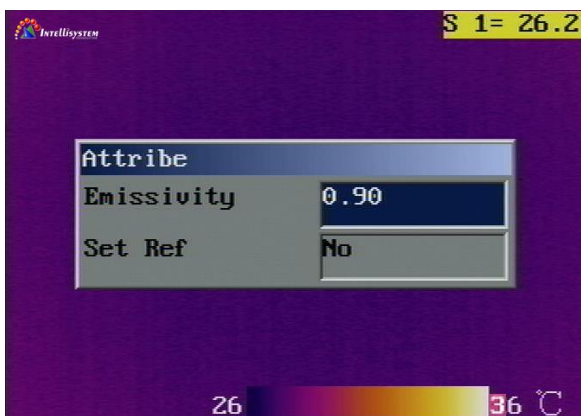 INTELLISYSTEM
S 1= 26.2
Attribe
Emissivity 0.90
Set Ref No
26 36 °C